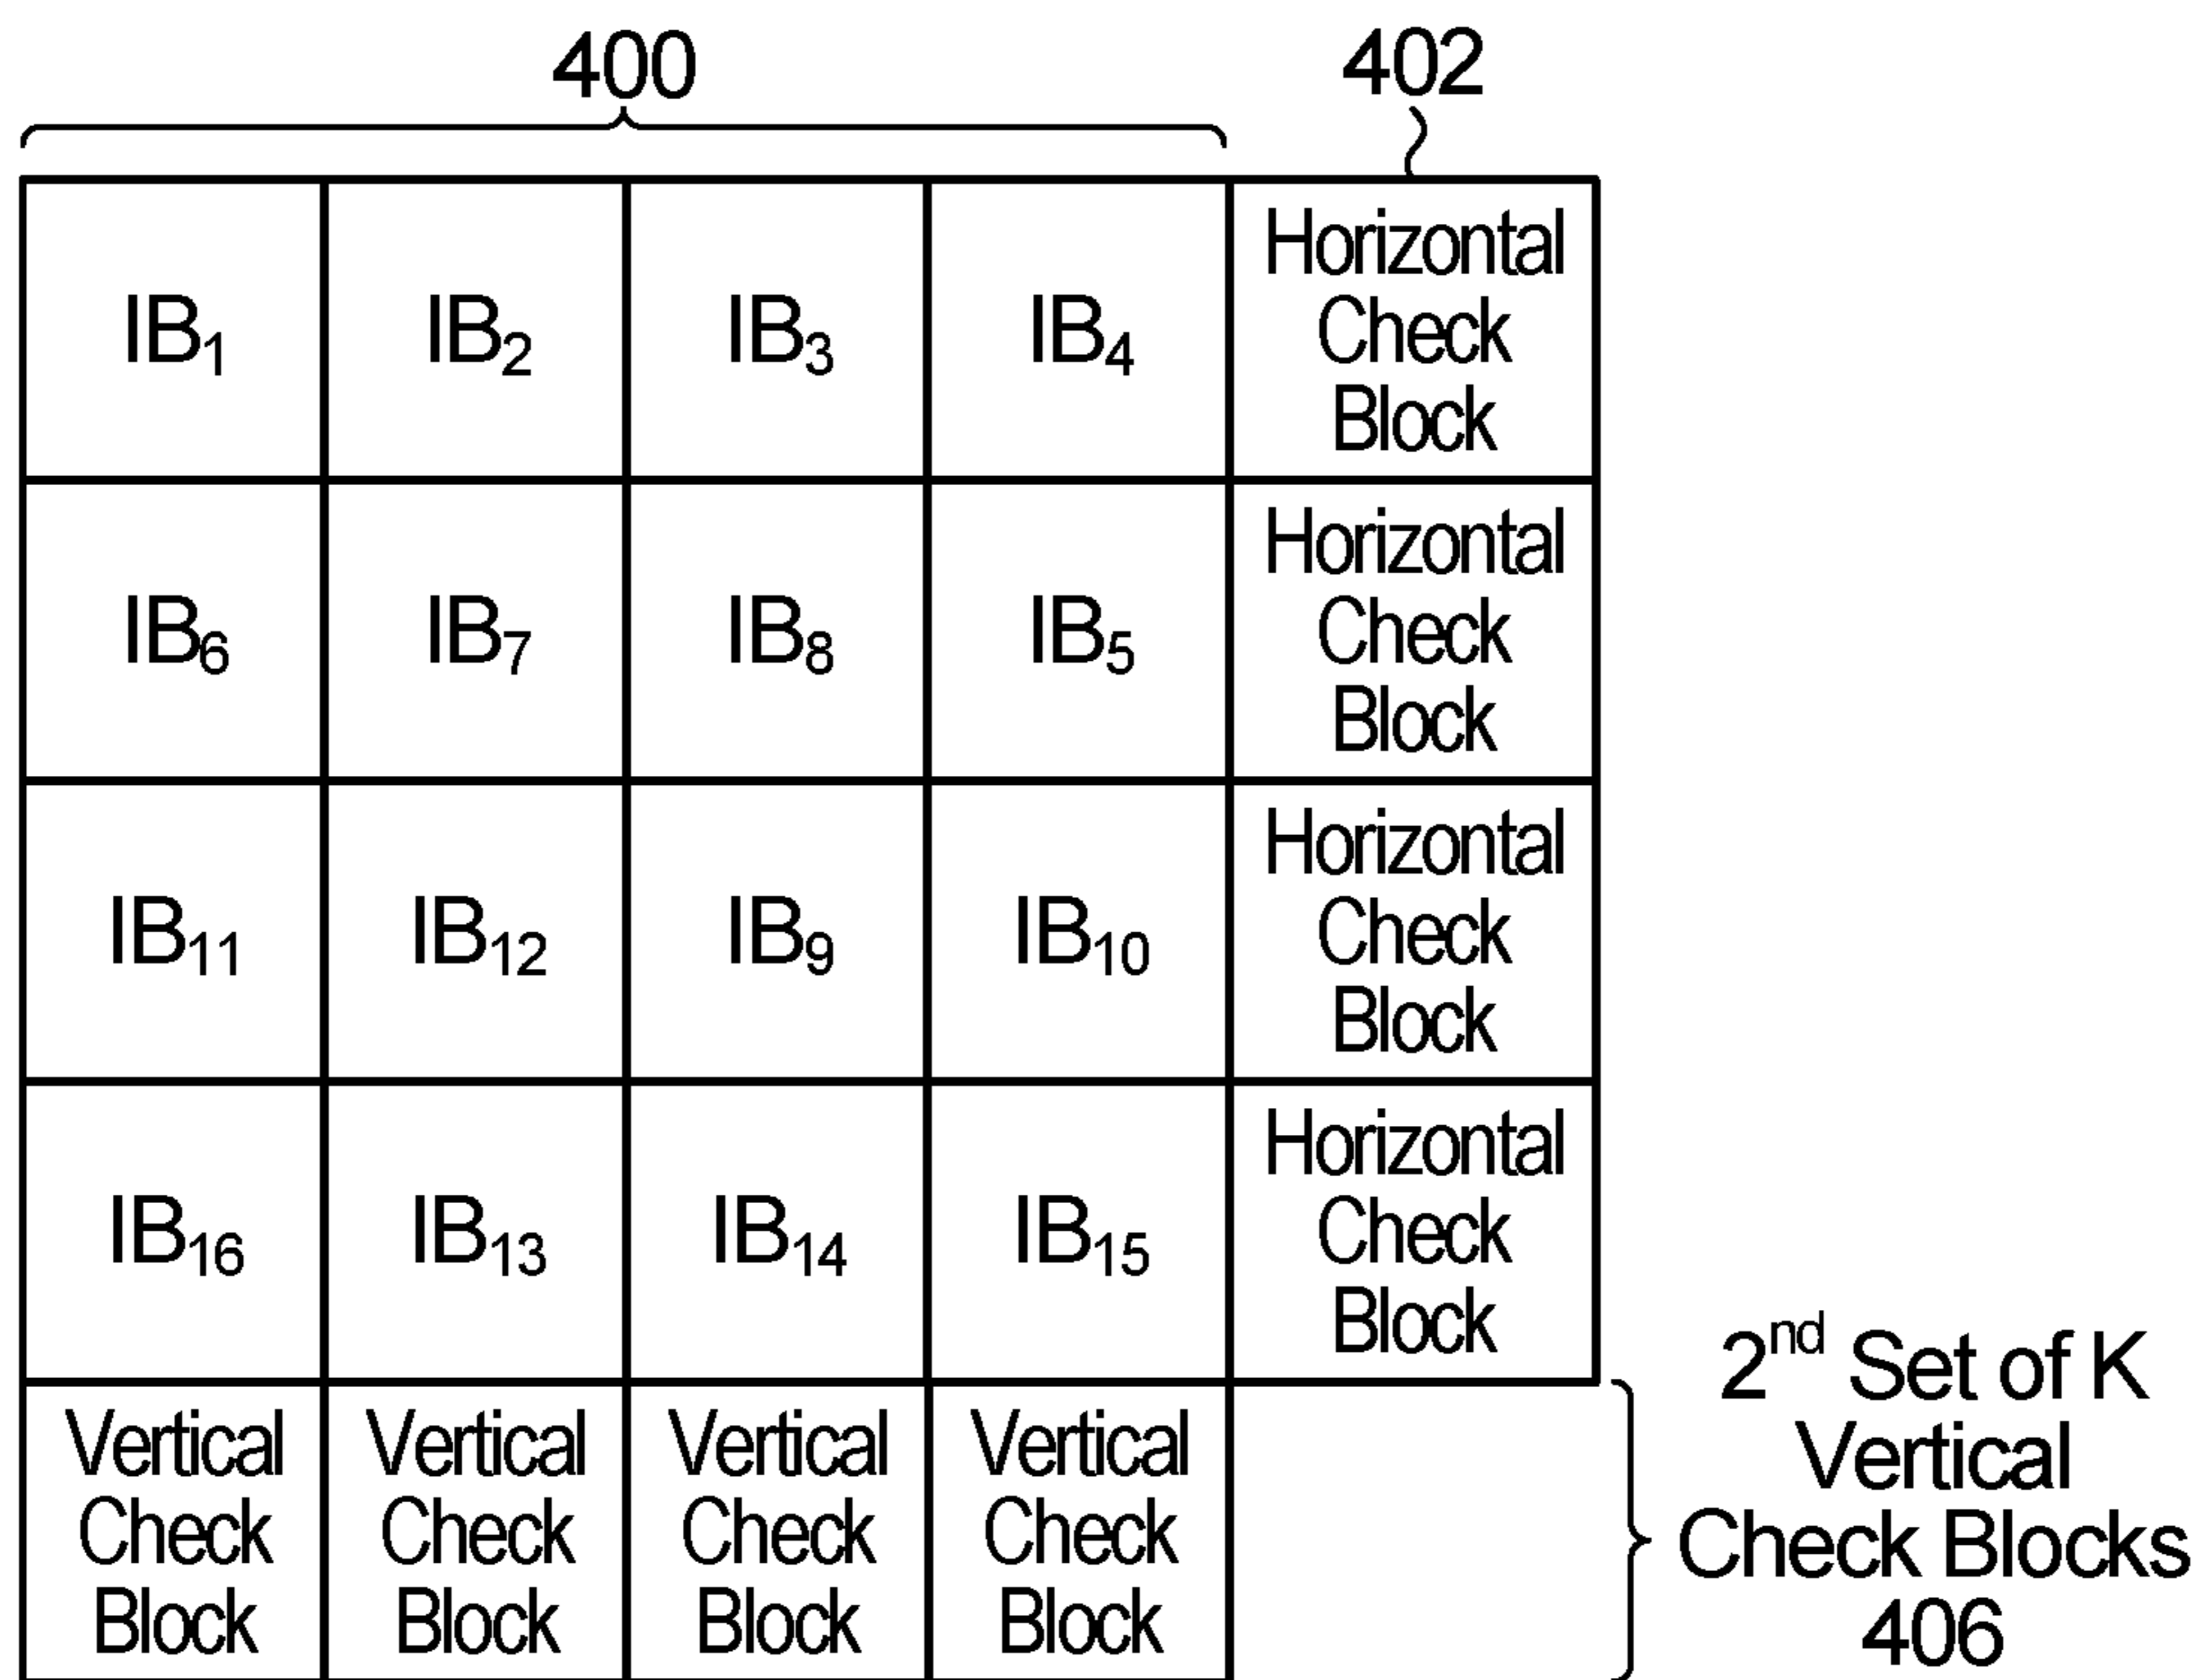 400
402
IB₁
IB₂
IB₃
IB₄
Horizontal
Check
Block
IB₆
IB₇
IB₈
IB₅
Horizontal
Check
Block
IB₁₁
IB₁₂
IB₉
IB₁₀
Horizontal
Check
Block
IB₁₆
IB₁₃
IB₁₄
IB₁₅
Horizontal
Check
Block
Vertical
Check
Block
Vertical
Check
Block
Vertical
Check
Block
Vertical
Check
Block
2ⁿᵈ Set of K
Vertical
Check Blocks
406